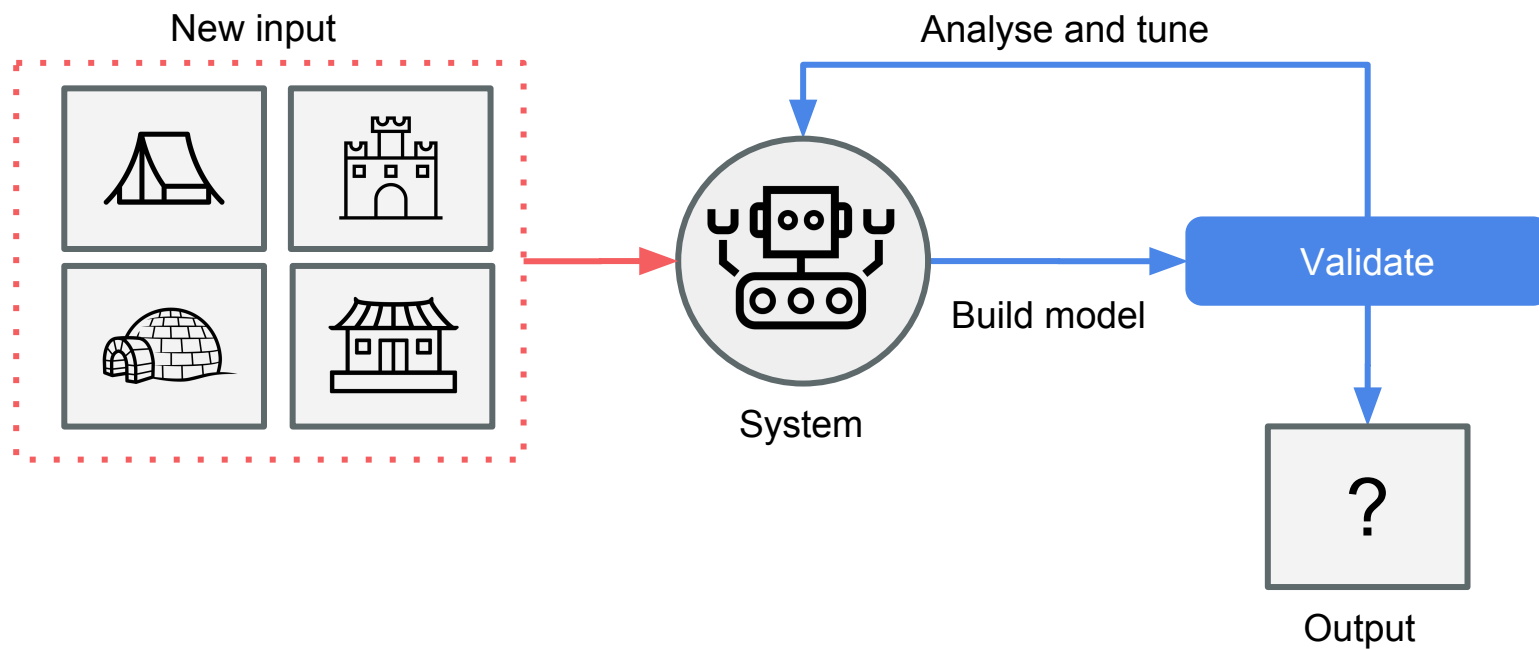 New input
Analyse and tune
Validate
Build model
System
?
Output